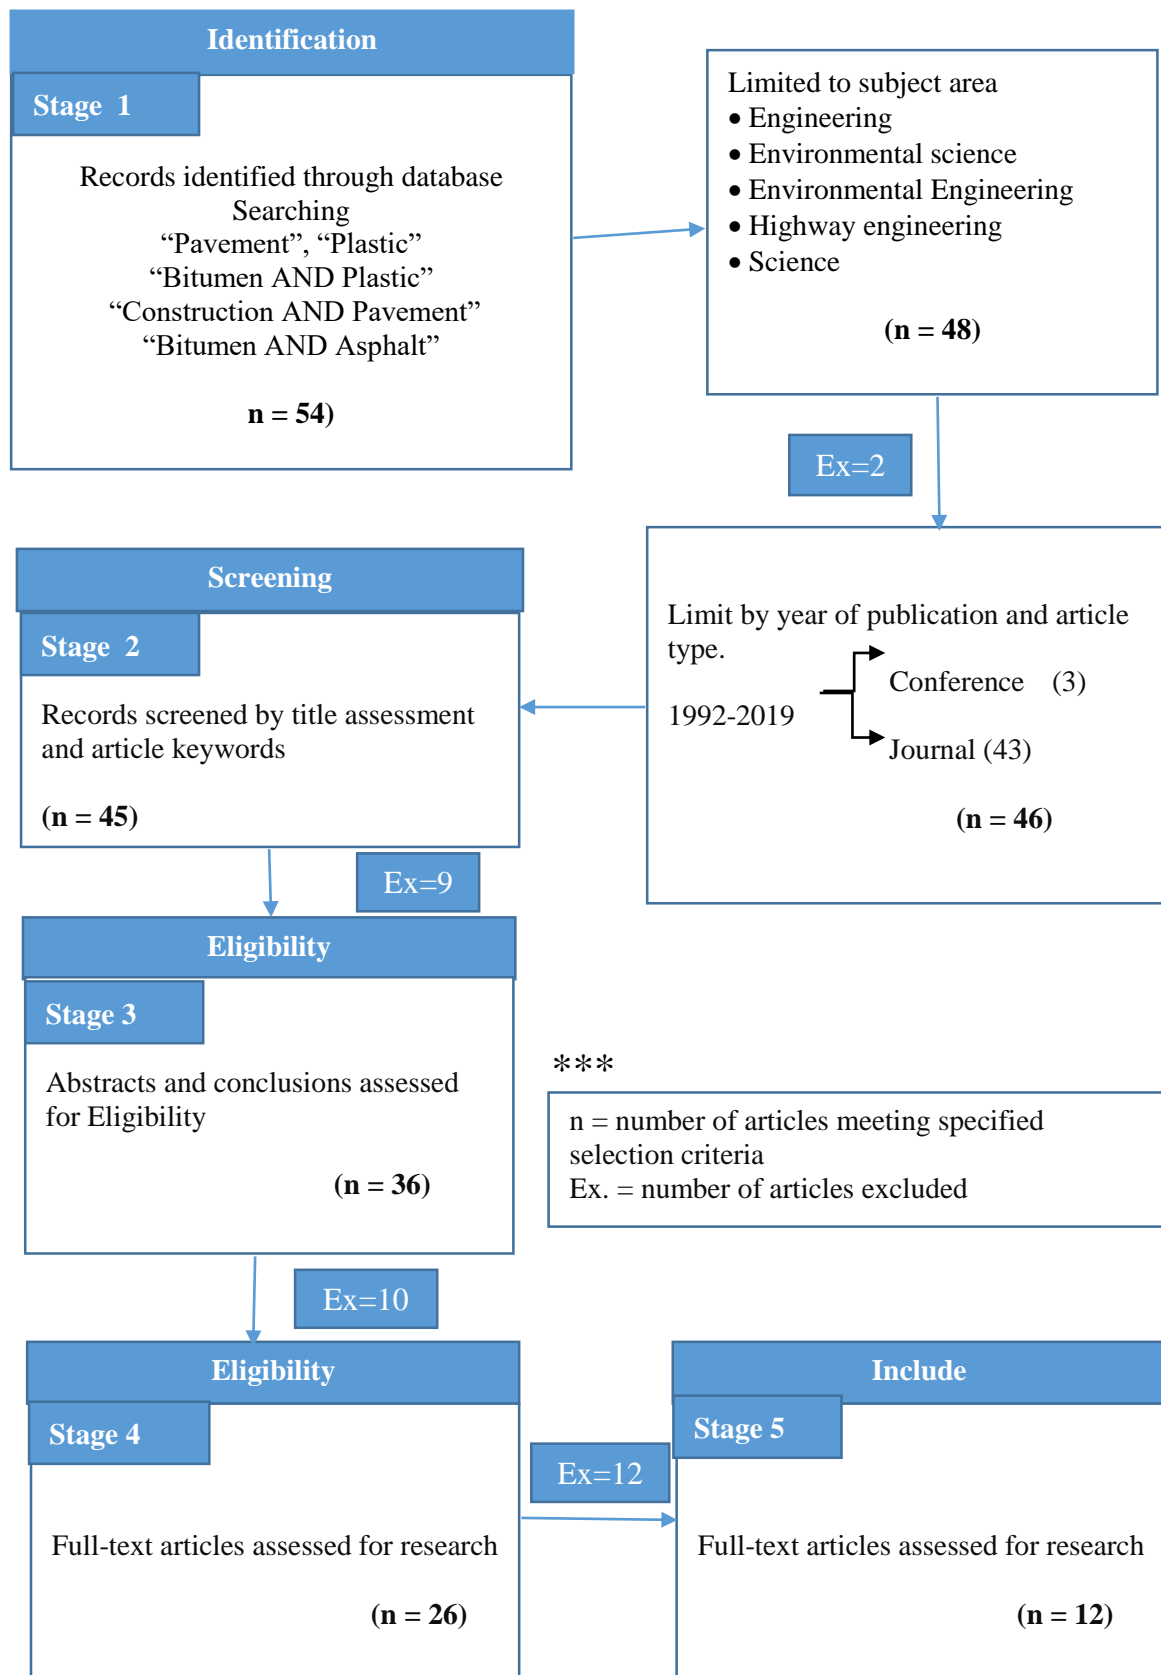 Identification
Stage 1
Records identified through database
Searching
“Pavement”, “Plastic”
“Bitumen AND Plastic”
“Construction AND Pavement”
“Bitumen AND Asphalt”
n = 54)
Limited to subject area
• Engineering
• Environmental science
• Environmental Engineering
• Highway engineering
• Science
(n = 48)
Ex=2
Limit by year of publication and article
type.
Conference (3)
1992-2019
Journal (43)
(n = 46)
Screening
Stage 2
Records screened by title assessment
and article keywords
(n = 45)
Ex=9
Eligibility
Stage 3
Abstracts and conclusions assessed
for Eligibility
(n = 36)
***
n = number of articles meeting specified
selection criteria
Ex. = number of articles excluded
Ex=10
Eligibility
Stage 4
Full-text articles assessed for research
(n = 26)
Ex=12
Include
Stage 5
Full-text articles assessed for research
(n = 12)